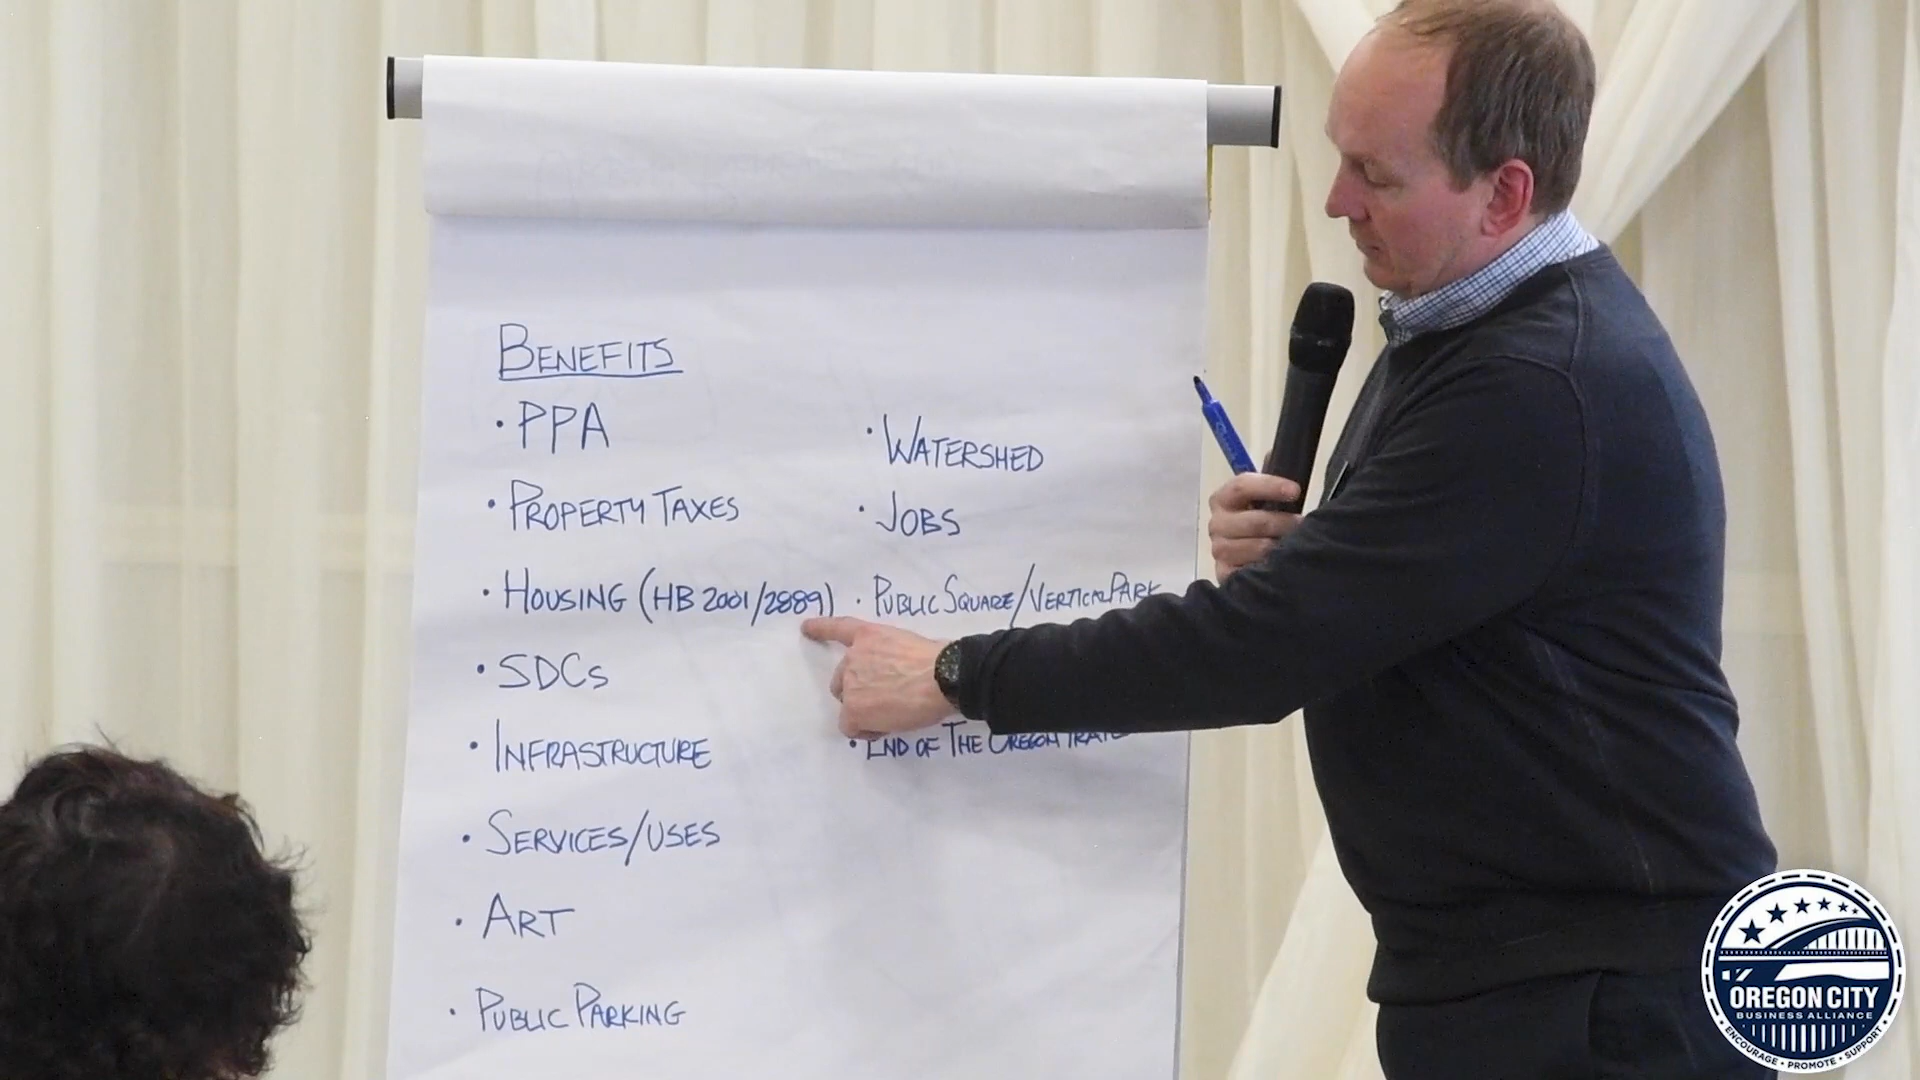 BENEFITS
• PPA
• PROPERTY TAXES
• HOUSING (HB 2001/2889)
• SDCs
• INFRASTRUCTURE
• SERVICES/USES
• ART
• PUBLIC PARKING
• WATERSHED
• JOBS
• PUBLIC SQUARE/VERTICAL PARK
• END OF THE OREGON TRAIL
OREGON CITY
BUSINESS ALLIANCE
ENCOURAGE • PROMOTE • SUPPORT